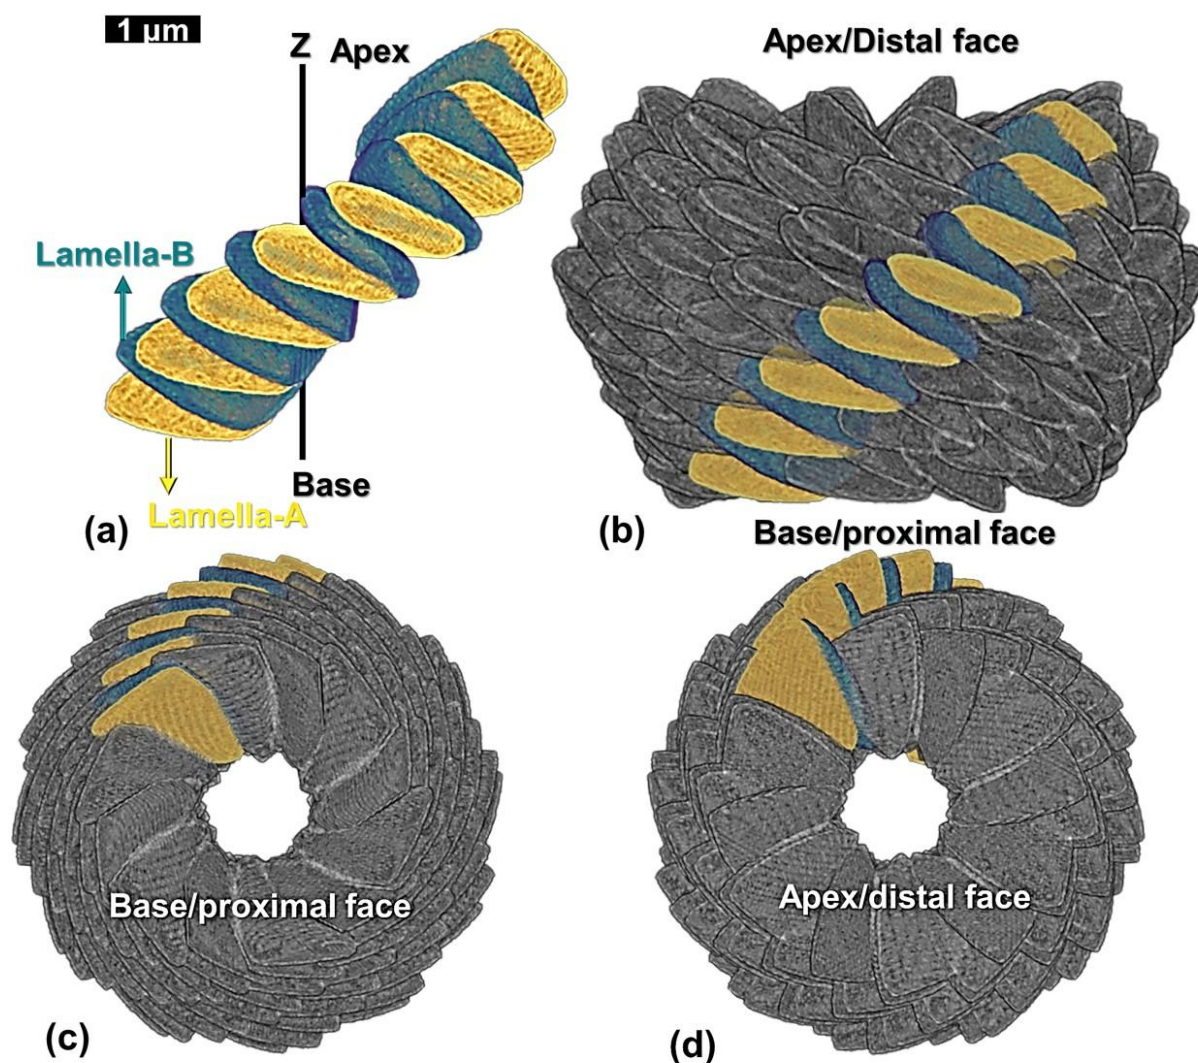 1 µm
Z
Apex
Lamella-B
Base
Lamella-A
(a)
Apex/Distal face
(b)
Base/proximal face
Base/proximal face
(c)
Apex/distal face
(d)